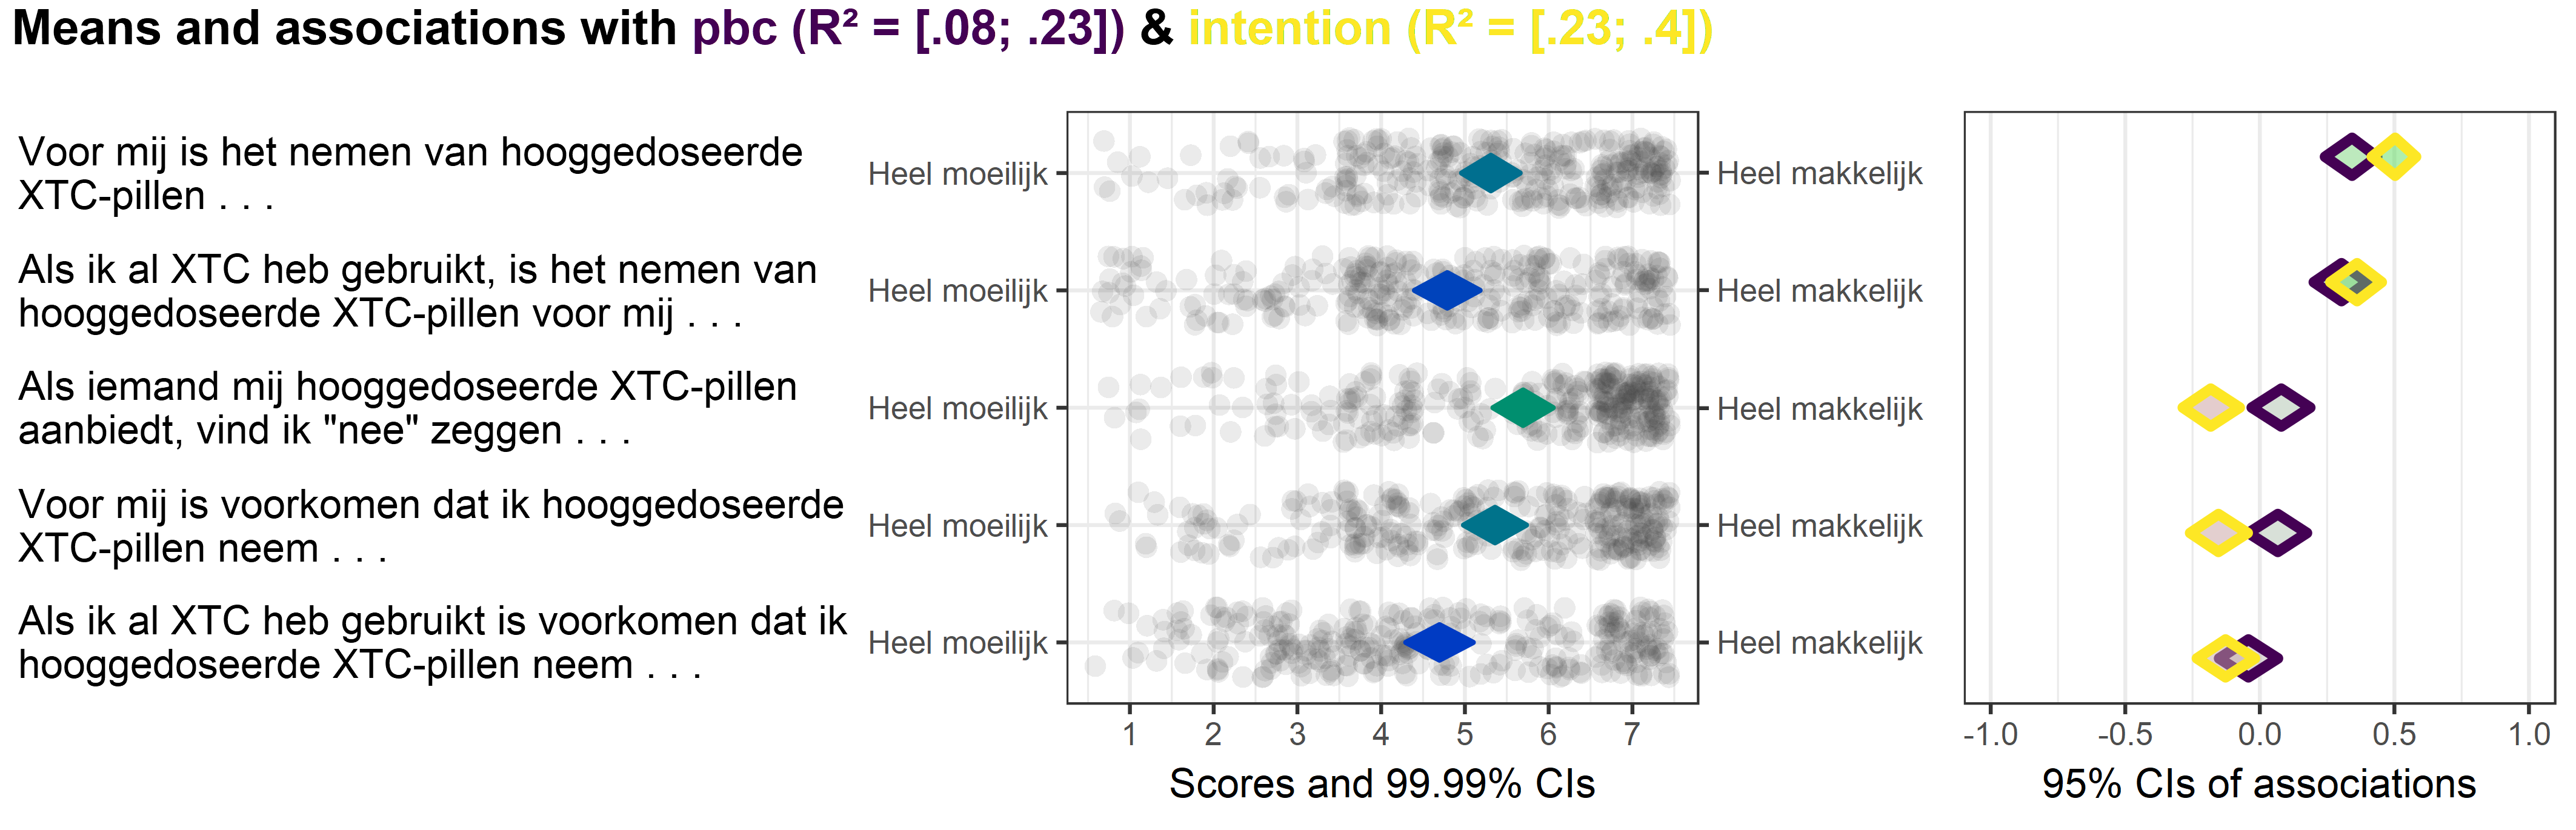 Means and associations with pbc (R² = [.08; .23]) & intention (R² = [.23; .4])
Voor mij is het nemen van hooggedoseerde
XTC-pillen . . .
Heel moeilijk
Heel makkelijk
Als ik al XTC heb gebruikt, is het nemen van
hooggedoseerde XTC-pillen voor mij . . .
Heel moeilijk
Heel makkelijk
Als iemand mij hooggedoseerde XTC-pillen
aanbiedt, vind ik "nee" zeggen . . .
Heel moeilijk
Heel makkelijk
Voor mij is voorkomen dat ik hooggedoseerde
XTC-pillen neem . . .
Heel moeilijk
Heel makkelijk
Als ik al XTC heb gebruikt is voorkomen dat ik
hooggedoseerde XTC-pillen neem . . .
Heel moeilijk
Heel makkelijk
1 2 3 4 5 6 7
Scores and 99.99% CIs
-1.0 -0.5 0.0 0.5 1.0
95% CIs of associations